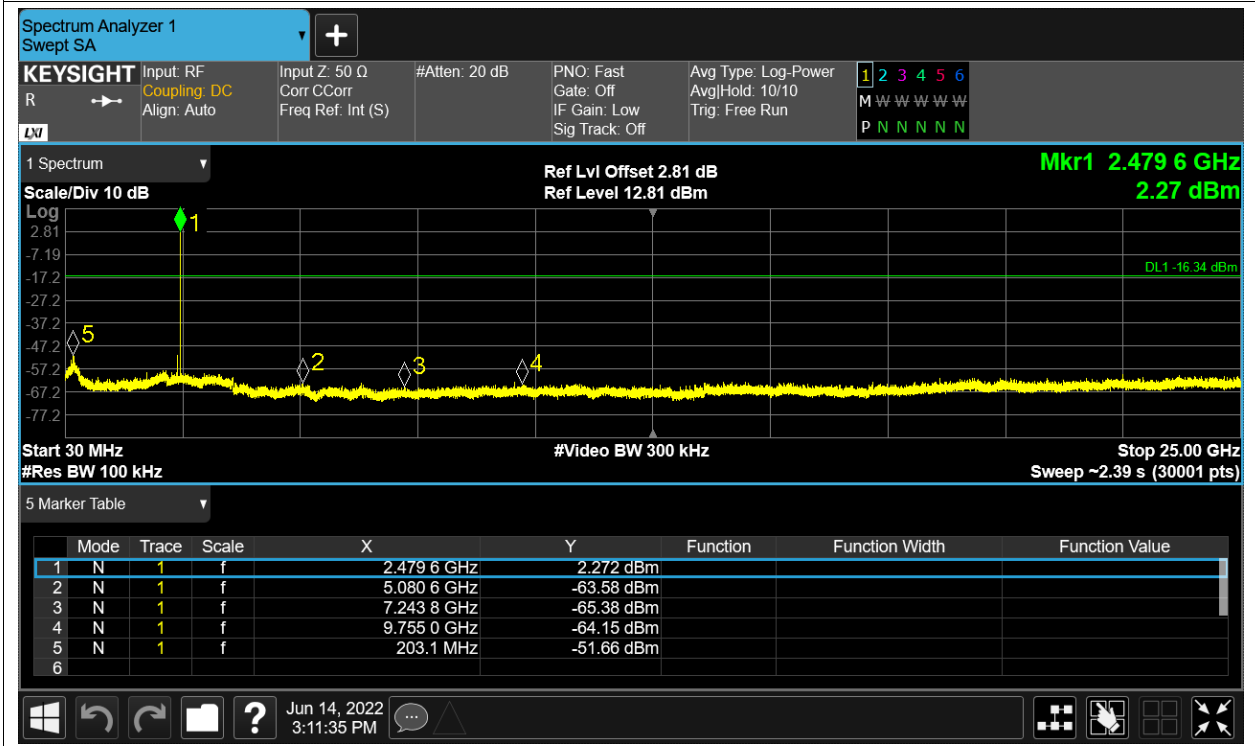 Spectrum Analyzer 1
Swept SA
+
KEYSIGHT Input: RF Input Z: 50 Ω #Atten: 20 dB PNO: Fast Avg Type: Log-Power 1 2 3 4 5 6
R Coupling: DC Corr CCorr Gate: Off Avg|Hold: 10/10 M W W W W W
Align: Auto Freq Ref: Int (S) IF Gain: Low Trig: Free Run
LXI Sig Track: Off P N N N N N
1 Spectrum Ref Lvl Offset 2.81 dB Mkr1 2.479 6 GHz
Scale/Div 10 dB Ref Level 12.81 dBm 2.27 dBm
Log
1
2.81
-7.19
DL1 -16.34 dBm
-17.2
-27.2
-37.2
5
-47.2
2 3 4
-57.2
-67.2
-77.2
Start 30 MHz #Video BW 300 kHz Stop 25.00 GHz
#Res BW 100 kHz Sweep ~2.39 s (30001 pts)
5 Marker Table
Mode Trace Scale X Y Function Function Width Function Value
1 N 1 f 2.479 6 GHz 2.272 dBm
2 N 1 f 5.080 6 GHz -63.58 dBm
3 N 1 f 7.243 8 GHz -65.38 dBm
4 N 1 f 9.755 0 GHz -64.15 dBm
5 N 1 f 203.1 MHz -51.66 dBm
6
? Jun 14, 2022
3:11:35 PM